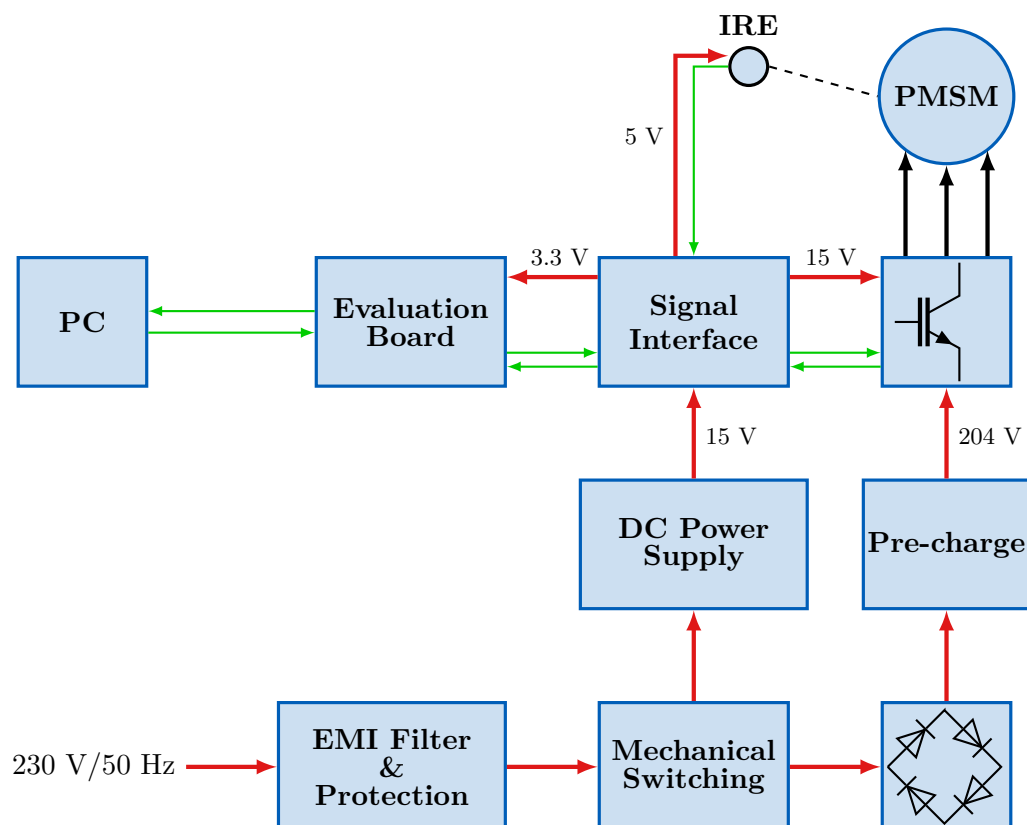 IRE
PMSM
5 V
3.3 V
15 V
PC
Evaluation
Board
Signal
Interface
15 V
204 V
DC Power
Supply
Pre-charge
230 V/50 Hz
EMI Filter
&
Protection
Mechanical
Switching